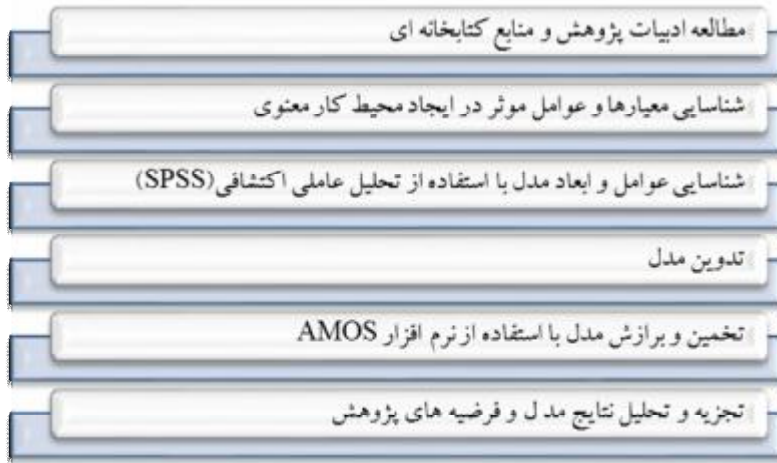 مطالعه ادبیات پژوهش و منابع کتابخانه ای
شناسایی معیارها و عوامل موثر در ایجاد محیط کار معنوی
شناسایی عوامل و ابعاد مدل با استفاده از تحلیل عاملی اکتشافی(SPSS)
تدوین مدل
تخمین و برازش مدل با استفاده از نرم افزار AMOS
تجزیه و تحلیل نتایج مد ل و فرضیه های پژوهش